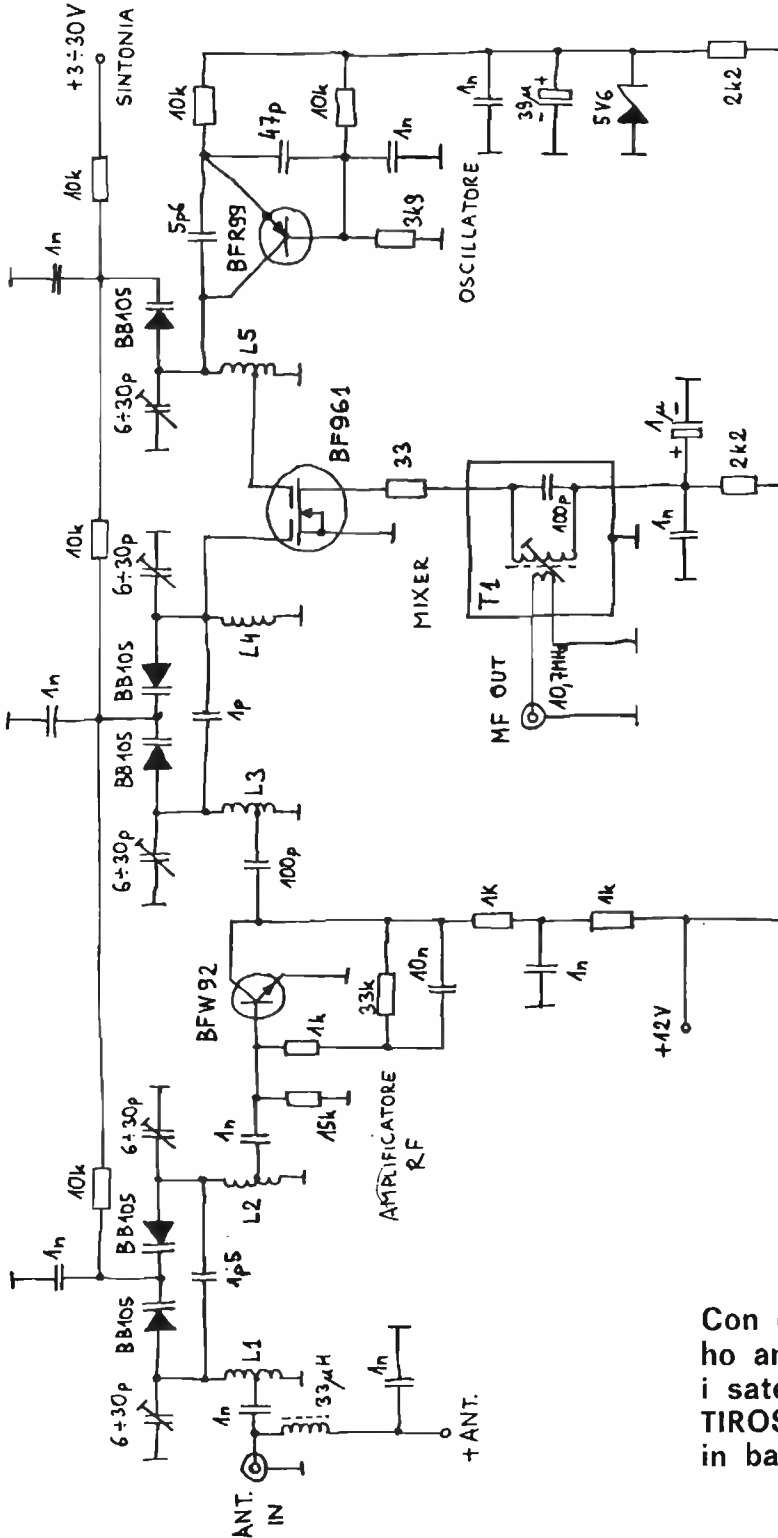 1n
1n
1n
+3÷30V
10k
10k
10k
SINTONIA
6÷30p
BB105
BB105
6÷30p
6÷30p
BB105
BB105
6÷30p
6÷30p
BB105
1p5
1p
5p6
10k
ANT.
IN
1n
L1
L2
1n
BFW92
100p
L3
L4
L5
BFR99
47p
10k
33µH
1n
+ANT.
15k
1k
33k
10n
BF961
3k9
1n
AMPLIFICATORE
RF
1k
MIXER
33
OSCILLATORE
1n
1n
1k
MF OUT
10,7MHz
T1
100p
39µ
+
-
+12V
1n
1µ
+
-
5V6
2k2
2k2
Con
ho an
i sate
TIROS
in ba